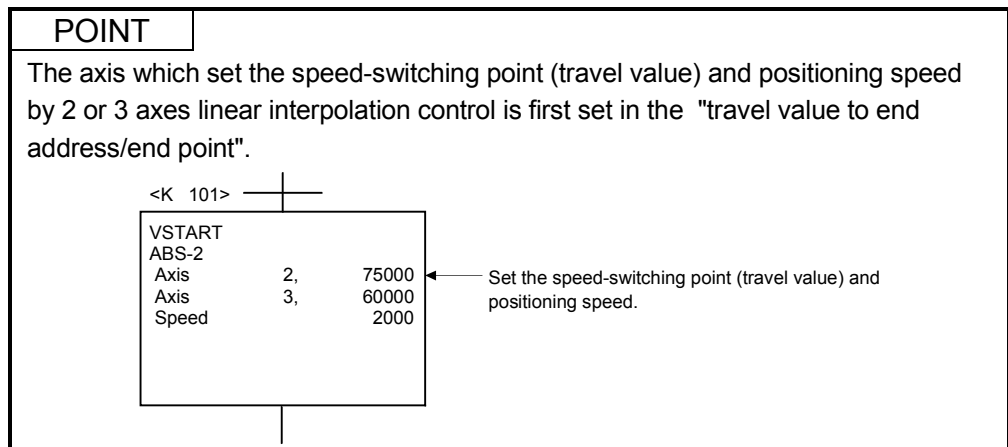 POINT
The axis which set the speed-switching point (travel value) and positioning speed
by 2 or 3 axes linear interpolation control is first set in the "travel value to end
address/end point".
<K 101>
VSTART
ABS-2
Axis 2, 75000
Axis 3, 60000
Speed 2000
Set the speed-switching point (travel value) and
positioning speed.